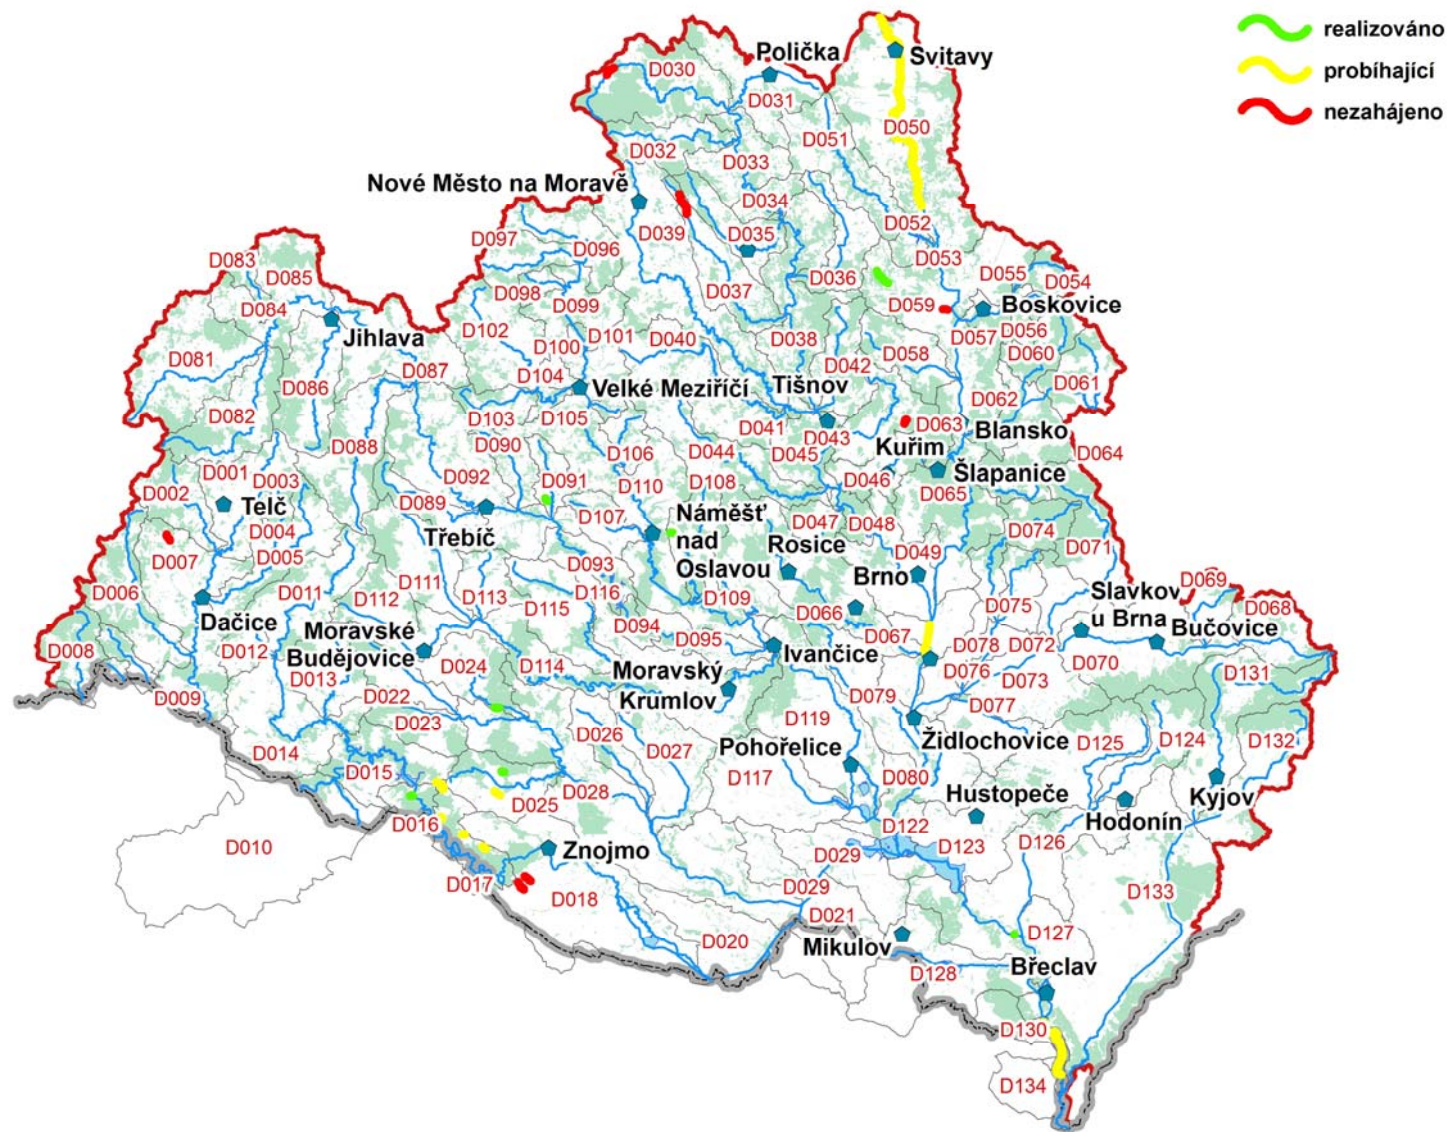 realizováno
probíhající
nezahájeno
Polička
Svitavy
D030
D031
D050
D051
D032
D033
Nové Město na Moravě
D034
D039
D035
D052
D097
D096
D053
D083
D085
D036
D055
D054
D037
D098
D099
D059
Boskovice
D084
Jihlava
D102
D101
D040
D038
D057
D056
D100
D042
D058
D060
D081
D087
D086
D104
Velké Meziříčí
Tišnov
D061
D062
D082
D103
D105
D041
D043
D063
Blansko
D088
D090
D106
D044
D045
Kuřim
D064
D001
D003
D092
D091
D110
D108
D046
Šlapanice
D002
Telč
D089
D065
D004
Třebíč
D107
Náměšť
nad
Oslavou
D047
D048
D074
D007
D005
Rosice
D049
D071
D006
D011
D111
D093
Brno
D069
Dačice
D112
D113
D115
D116
D109
D066
D075
Slavkov
u Brna
D068
D008
D012
Moravské
Budějovice
D094
D095
D067
D078
D072
Bučovice
D024
D114
Moravský
Krumlov
Ivančice
D076
D070
D131
D009
D013
D022
D079
D073
D023
D026
D119
D077
D014
D027
Pohořelice
Židlochovice
D125
D124
D132
D015
D025
D028
D117
D080
Hustopeče
Kyjov
D016
D122
Hodonín
D010
Znojmo
D029
D123
D126
D017
D018
D029
D133
D021
D020
Mikulov
D127
D128
Břeclav
D130
D134